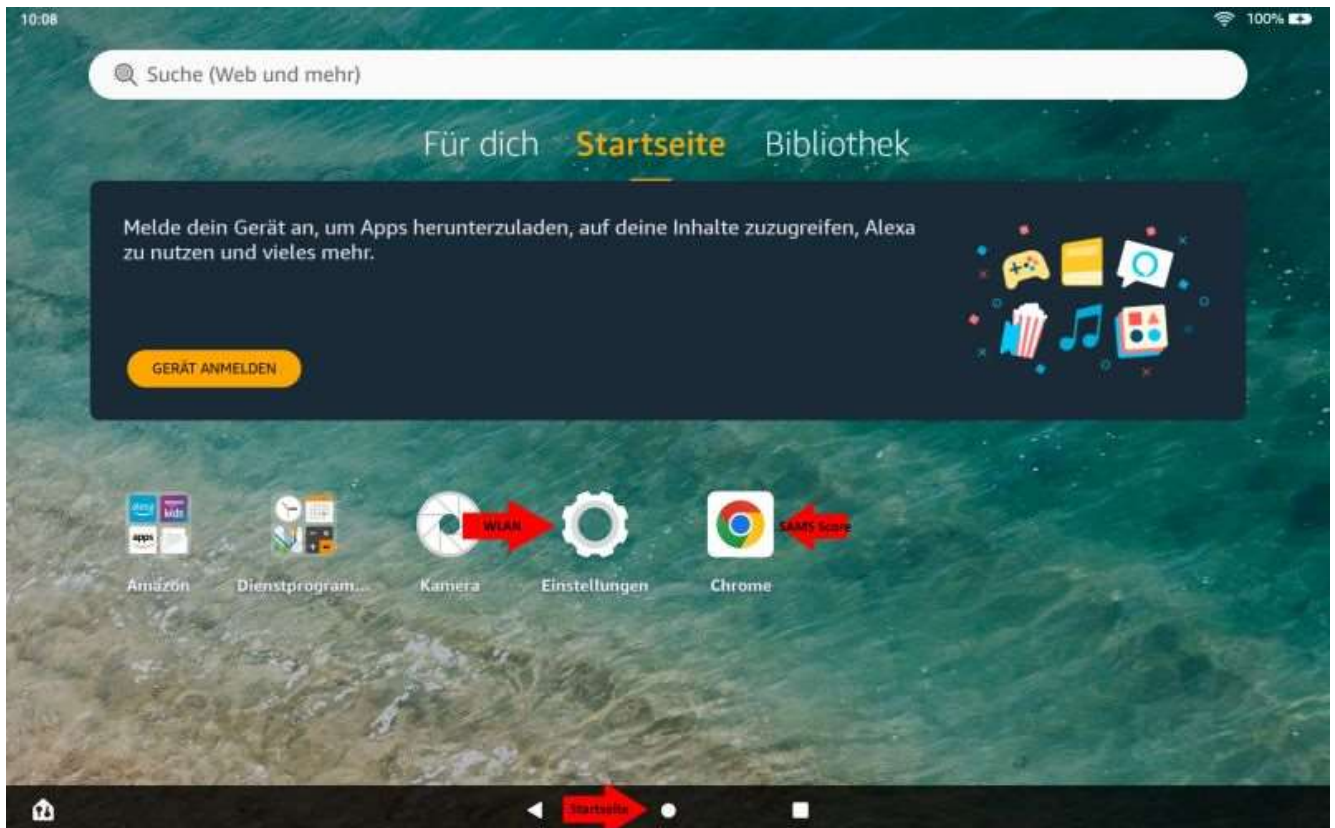 10:08
100%
Suche (Web und mehr)
Für dich Startseite Bibliothek
Melde dein Gerät an, um Apps herunterzuladen, auf deine Inhalte zuzugreifen, Alexa
zu nutzen und vieles mehr.
GERÄT ANMELDEN
kids
apps
WLAN
SAMS Score
Amazon Dienstprogram... Kamera Einstellungen Chrome
Startseite